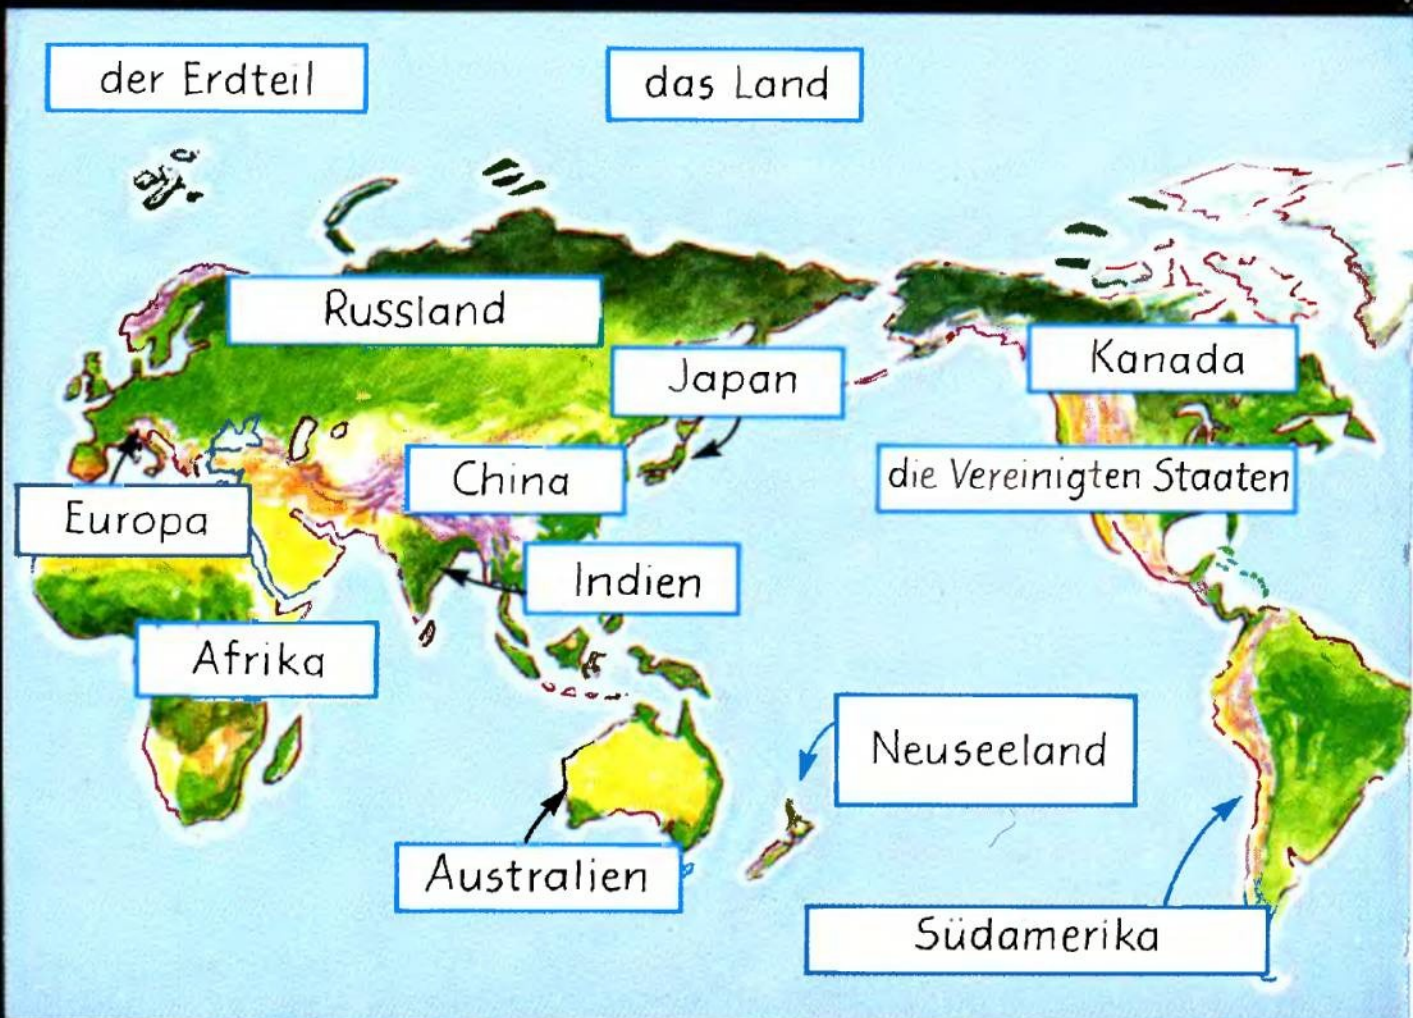 der Erdteil
das Land
Russland
Japan
Kanada
China
die Vereinigten Staaten
Europa
Indien
Afrika
Neuseeland
Australien
Südamerika